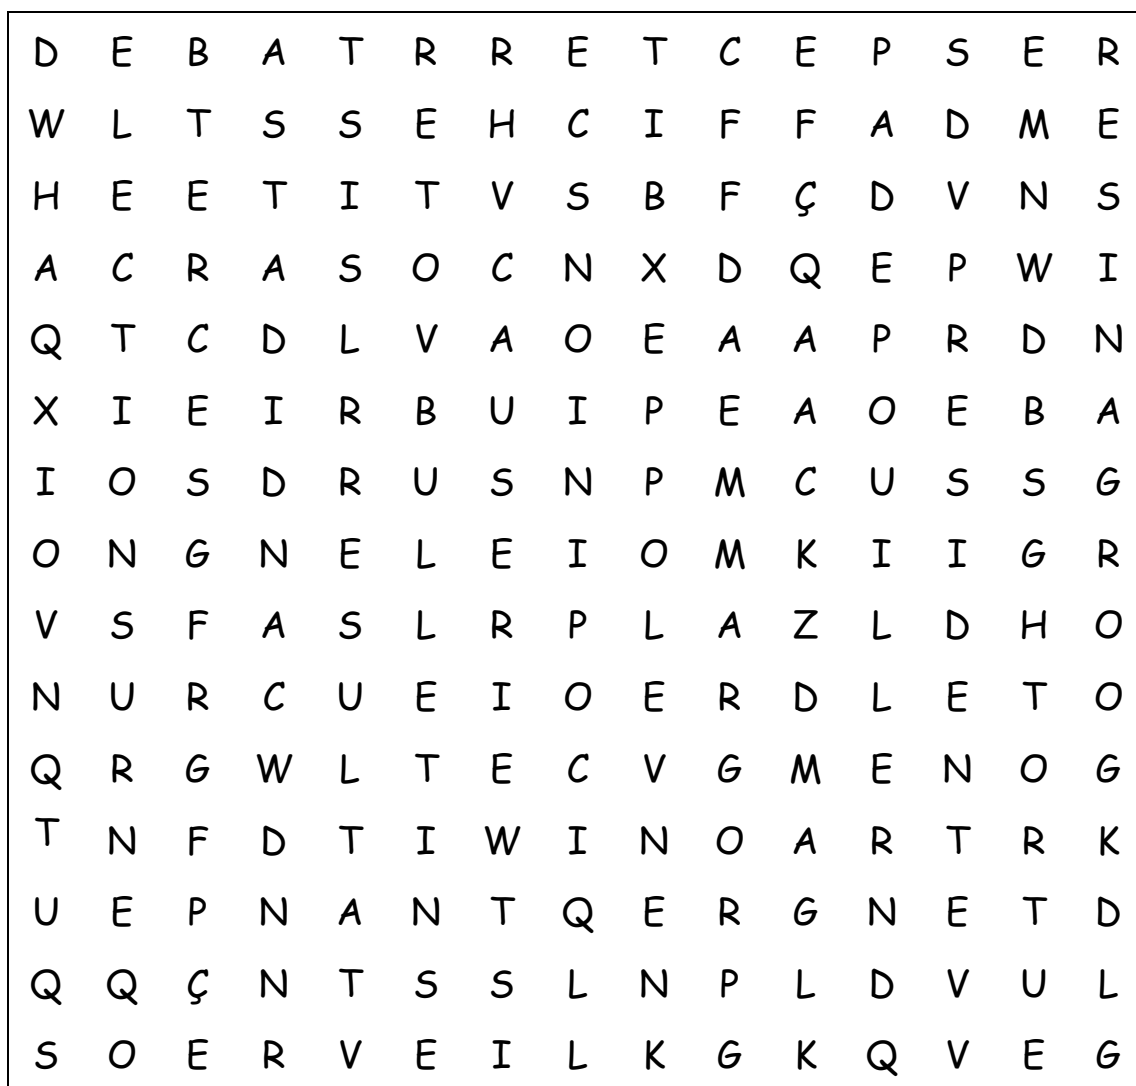 D E B A T R R E T C E P S E R
W L T S S E H C I F F A D M E
H E E T I T V S B F Ç D V N S
A C R A S O C N X D Q E P W I
Q T C D L V A O E A A P R D N
X I E I R B U I P E A O E B A
I O S D R U S N P M C U S S G
O N G N E L E I O M K I I G R
V S F A S L R P L A Z L D H O
N U R C U E I O E R D L E T O
Q R G W L T E C V G M E N O G
T N F D T I W I N O A R T R K
U E P N A N T Q E R G N E T D
Q Q Ç N T S S L N P L D V U L
S O E R V E I L K G K Q V E G